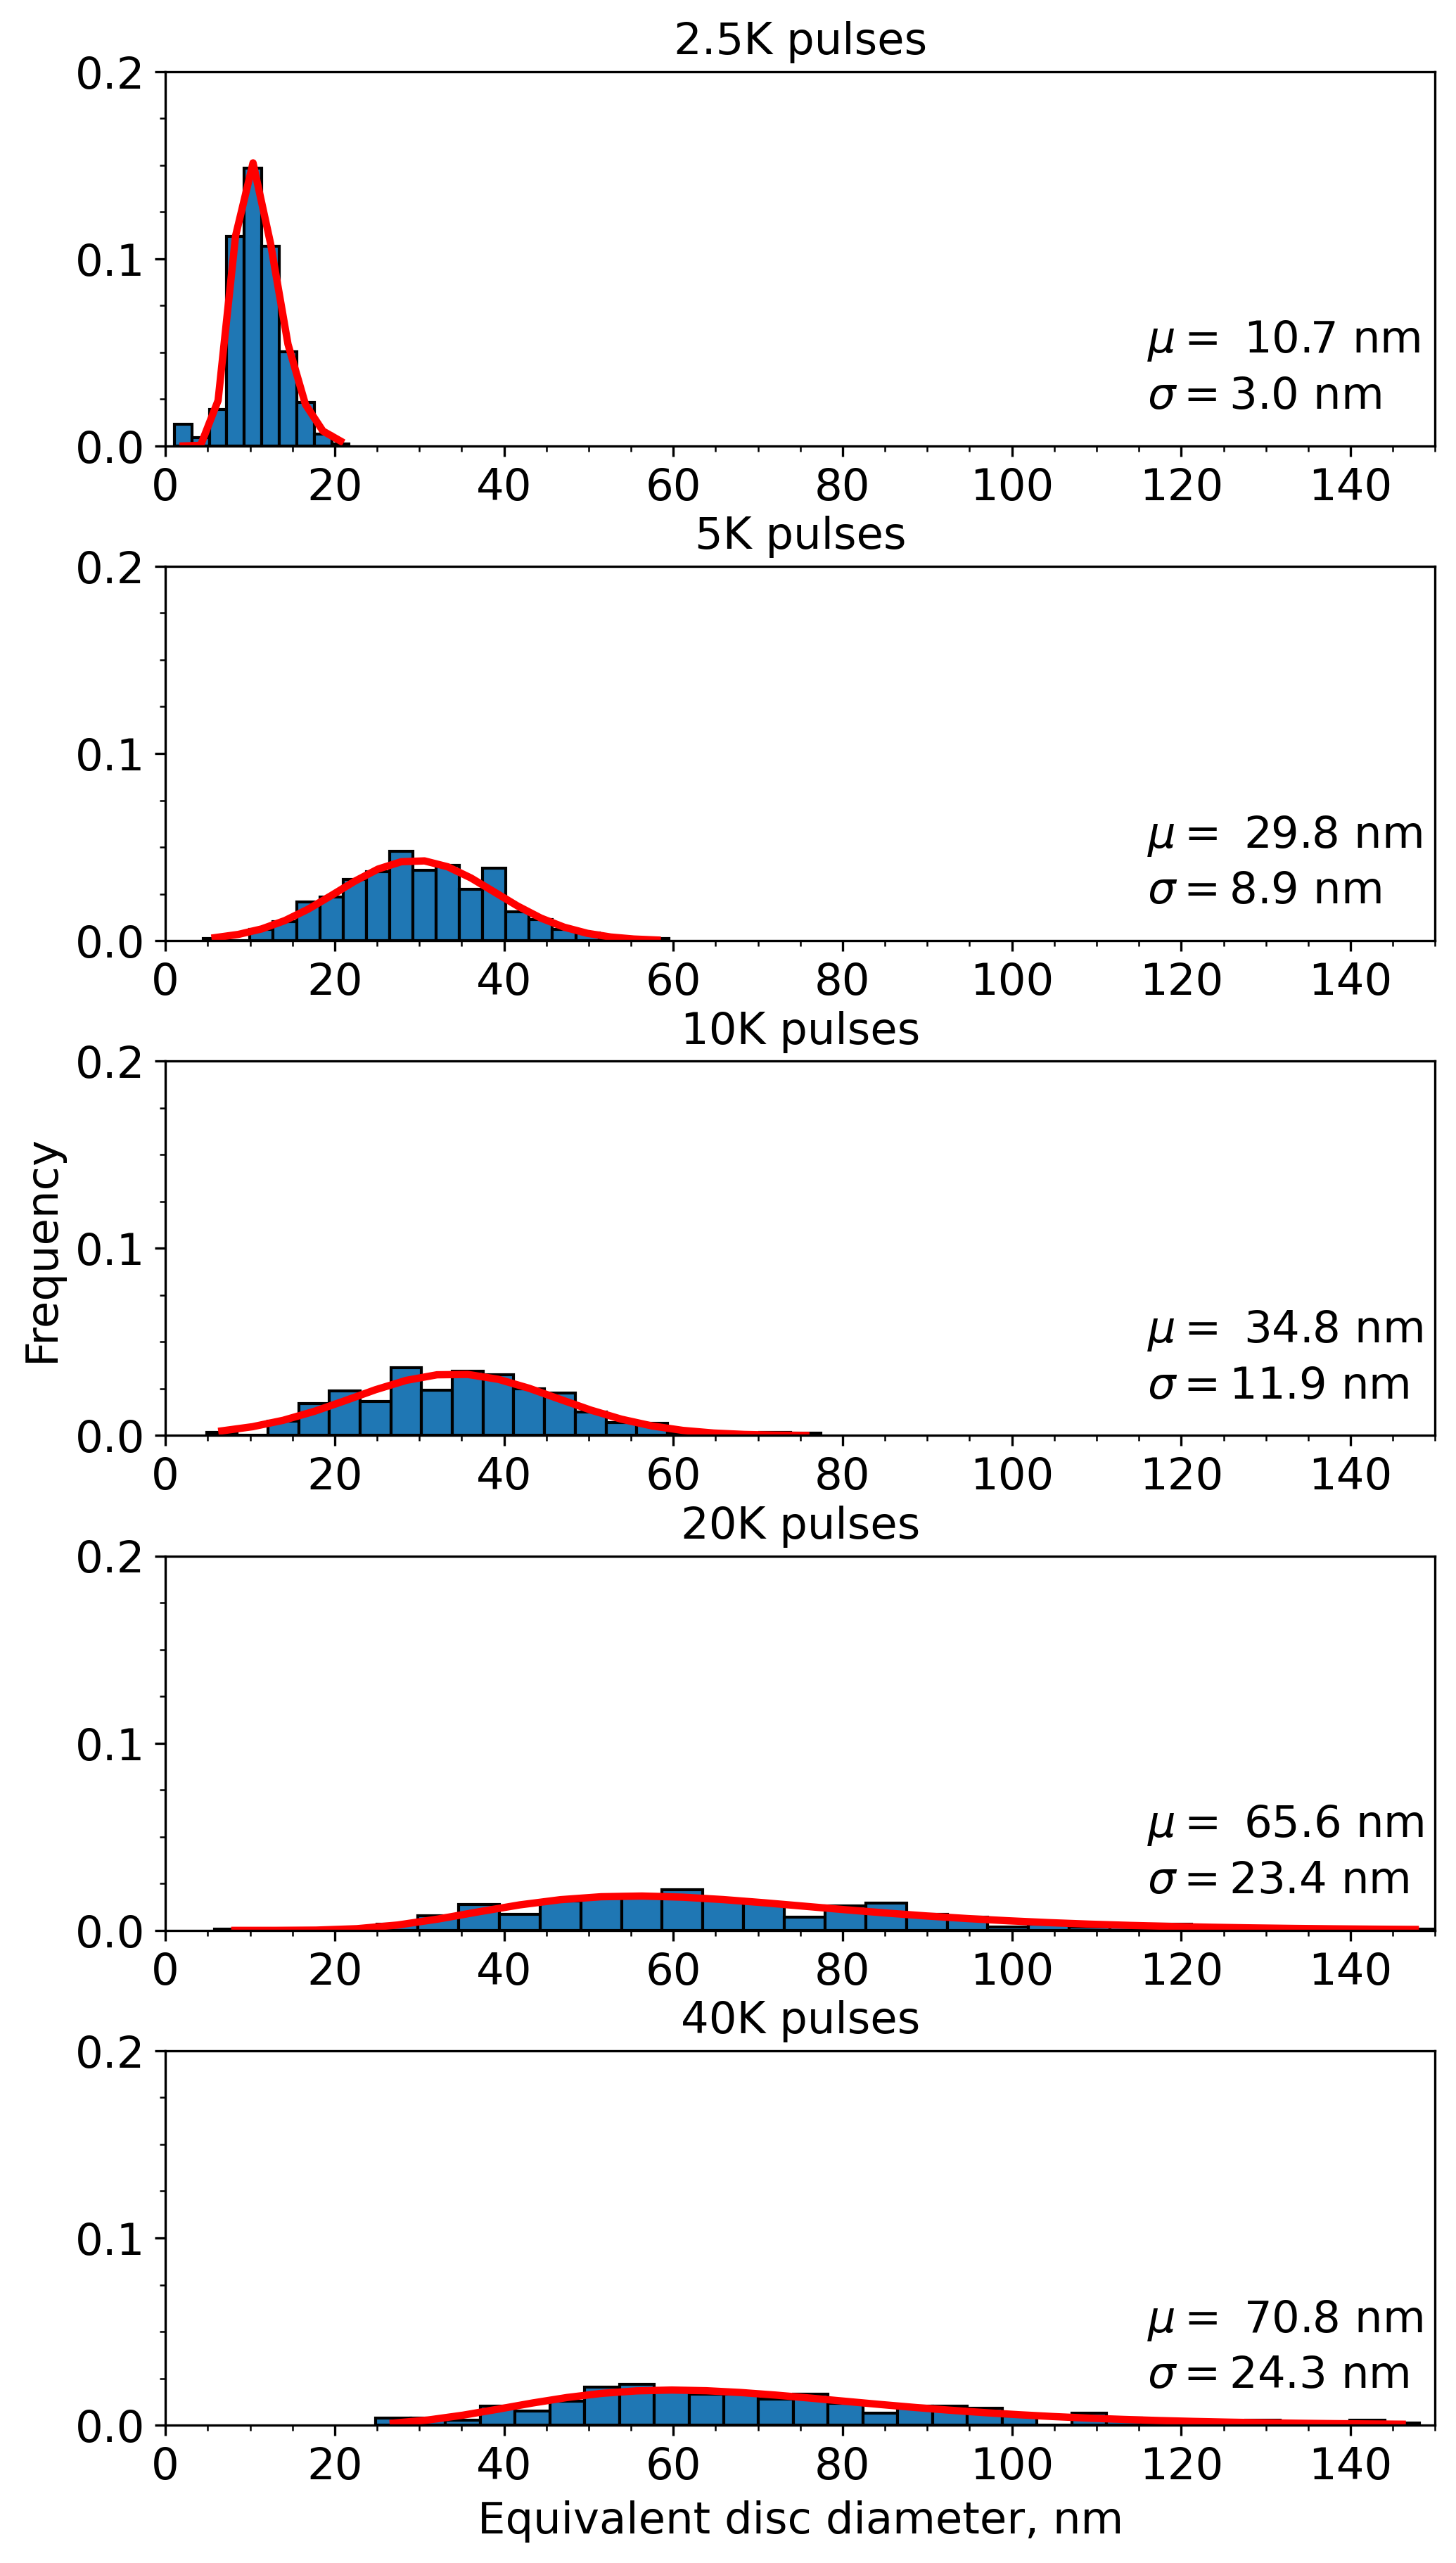 2.5K pulses
0.2
0.1
0.0
μ = 10.7 nm
σ = 3.0 nm
0 20 40 60 80 100 120 140
5K pulses
0.2
0.1
0.0
μ = 29.8 nm
σ = 8.9 nm
0 20 40 60 80 100 120 140
10K pulses
0.2
0.1
0.0
μ = 34.8 nm
σ = 11.9 nm
0 20 40 60 80 100 120 140
Frequency
20K pulses
0.2
0.1
0.0
μ = 65.6 nm
σ = 23.4 nm
0 20 40 60 80 100 120 140
40K pulses
0.2
0.1
0.0
μ = 70.8 nm
σ = 24.3 nm
0 20 40 60 80 100 120 140
Equivalent disc diameter, nm